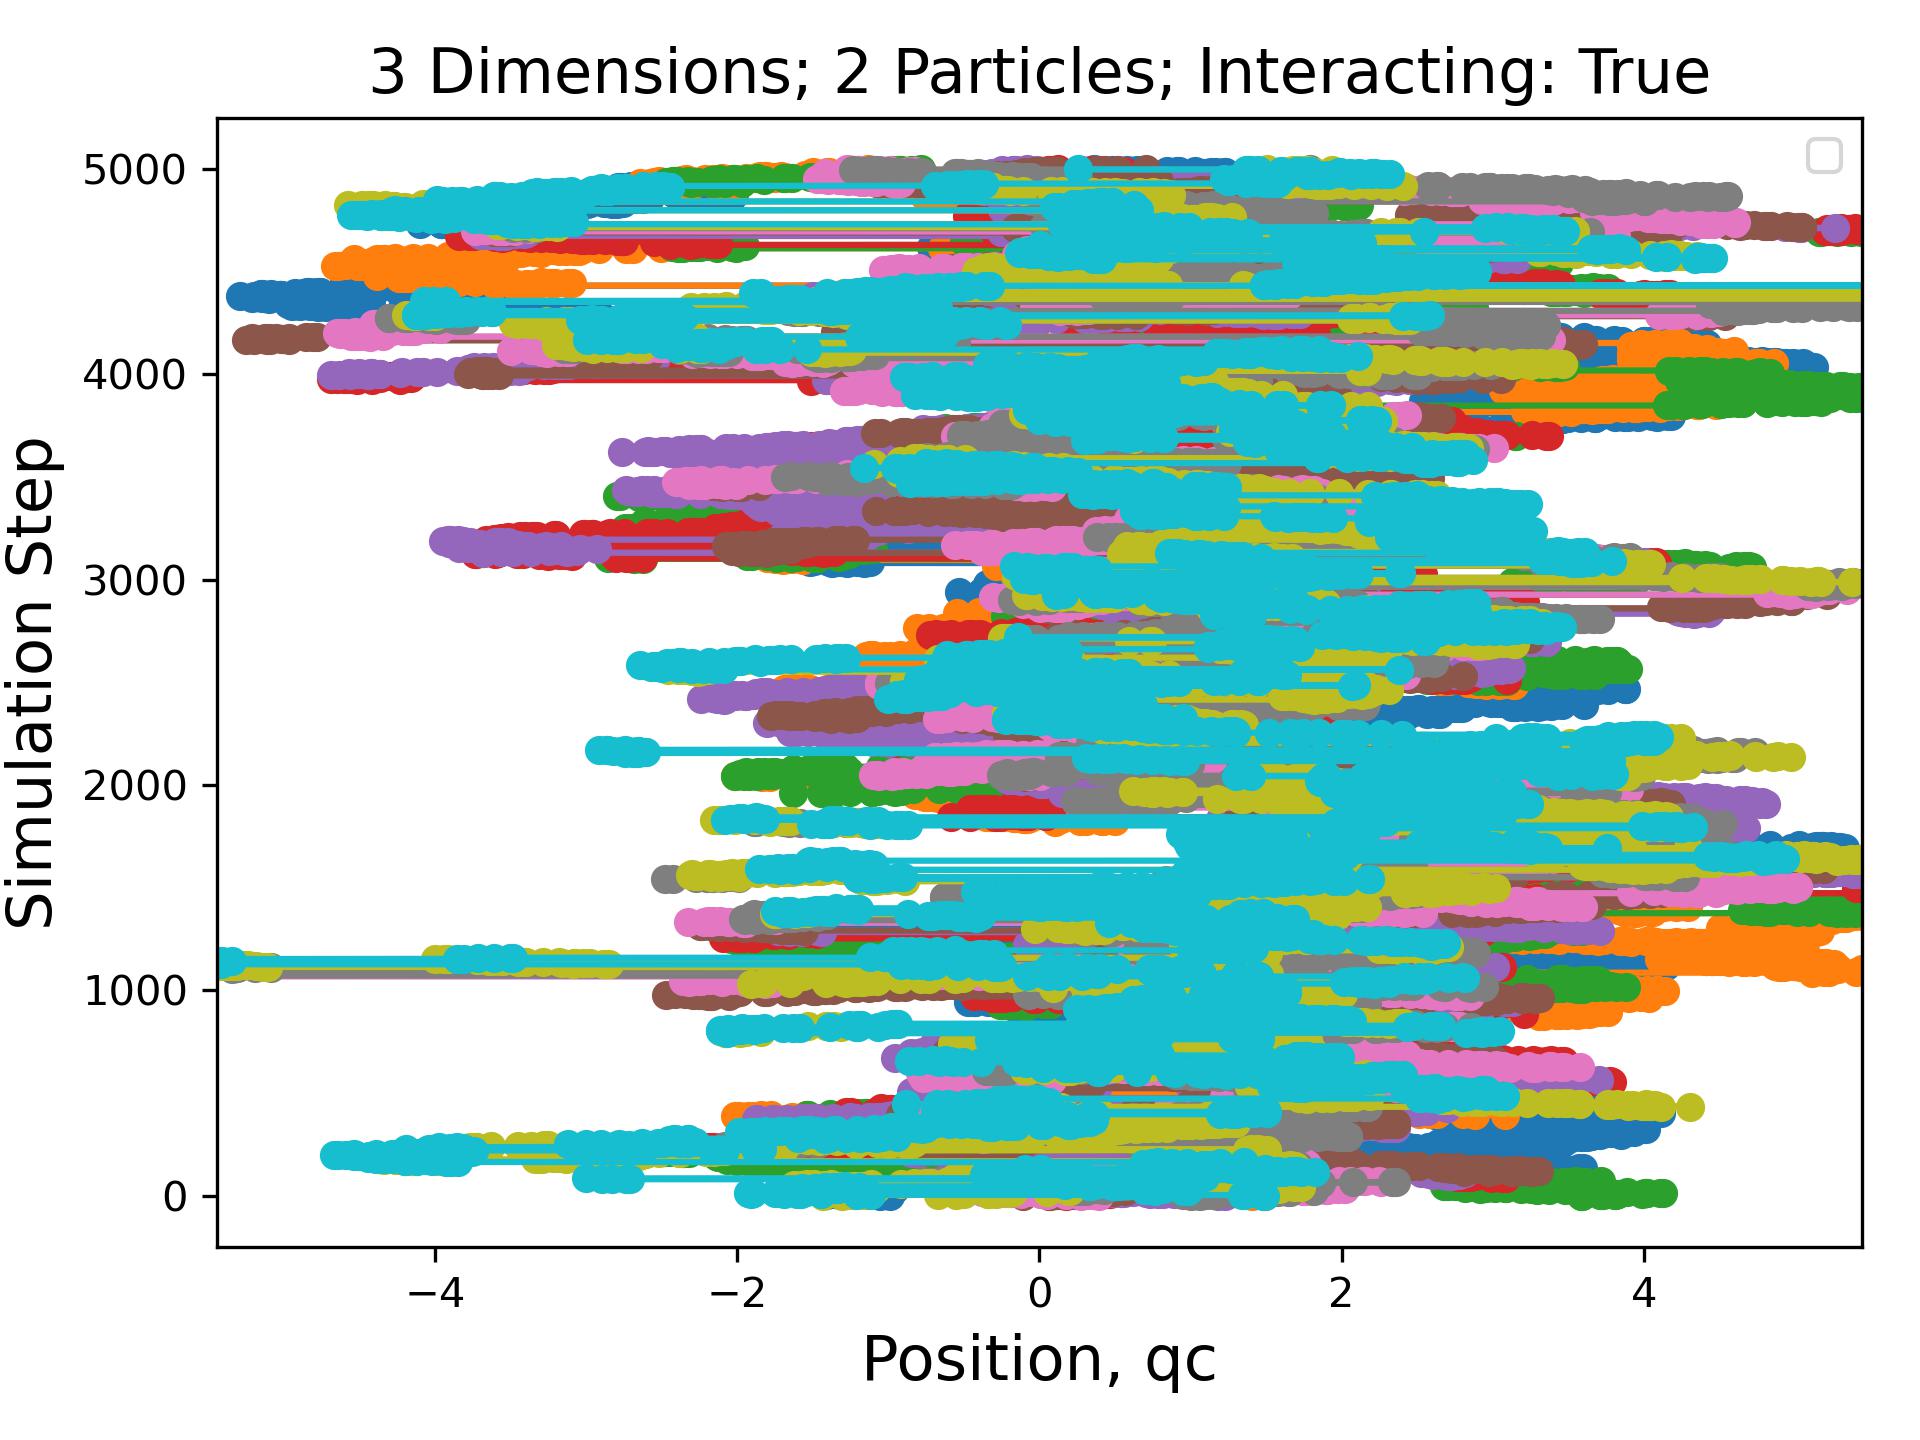 3 Dimensions; 2 Particles; Interacting: True
5000
4000
3000
2000
1000
0
Simulation Step
−4 −2 0 2 4
Position, qc